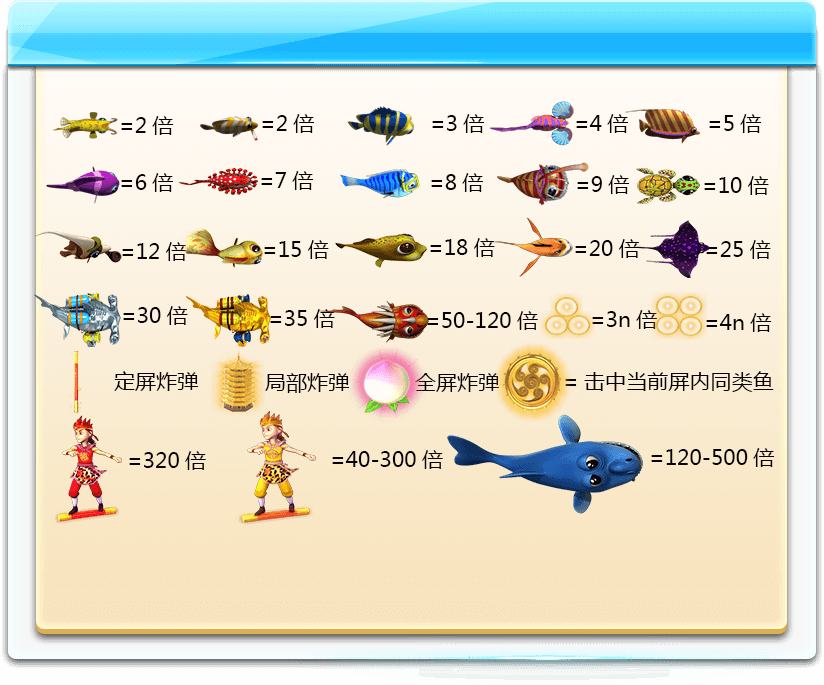 =2 倍 =2 倍 =3 倍 =4 倍 =5 倍
=6 倍 =7 倍 =8 倍 =9 倍 =10 倍
=12 倍 =15 倍 =18 倍 =20 倍 =25 倍
=30 倍 =35 倍 =50-120 倍 =3n 倍 =4n 倍
定屏炸弹 局部炸弹 全屏炸弹 = 击中当前屏内同类鱼
=320 倍 =40-300 倍 =120-500 倍